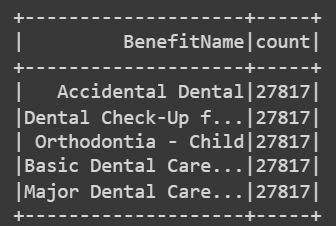 +--------------------+-----+
|         BenefitName|count|
+--------------------+-----+
|   Accidental Dental|27817|
|Dental Check-Up f...|27817|
| Orthodontia - Child|27817|
|Basic Dental Care...|27817|
|Major Dental Care...|27817|
+--------------------+-----+